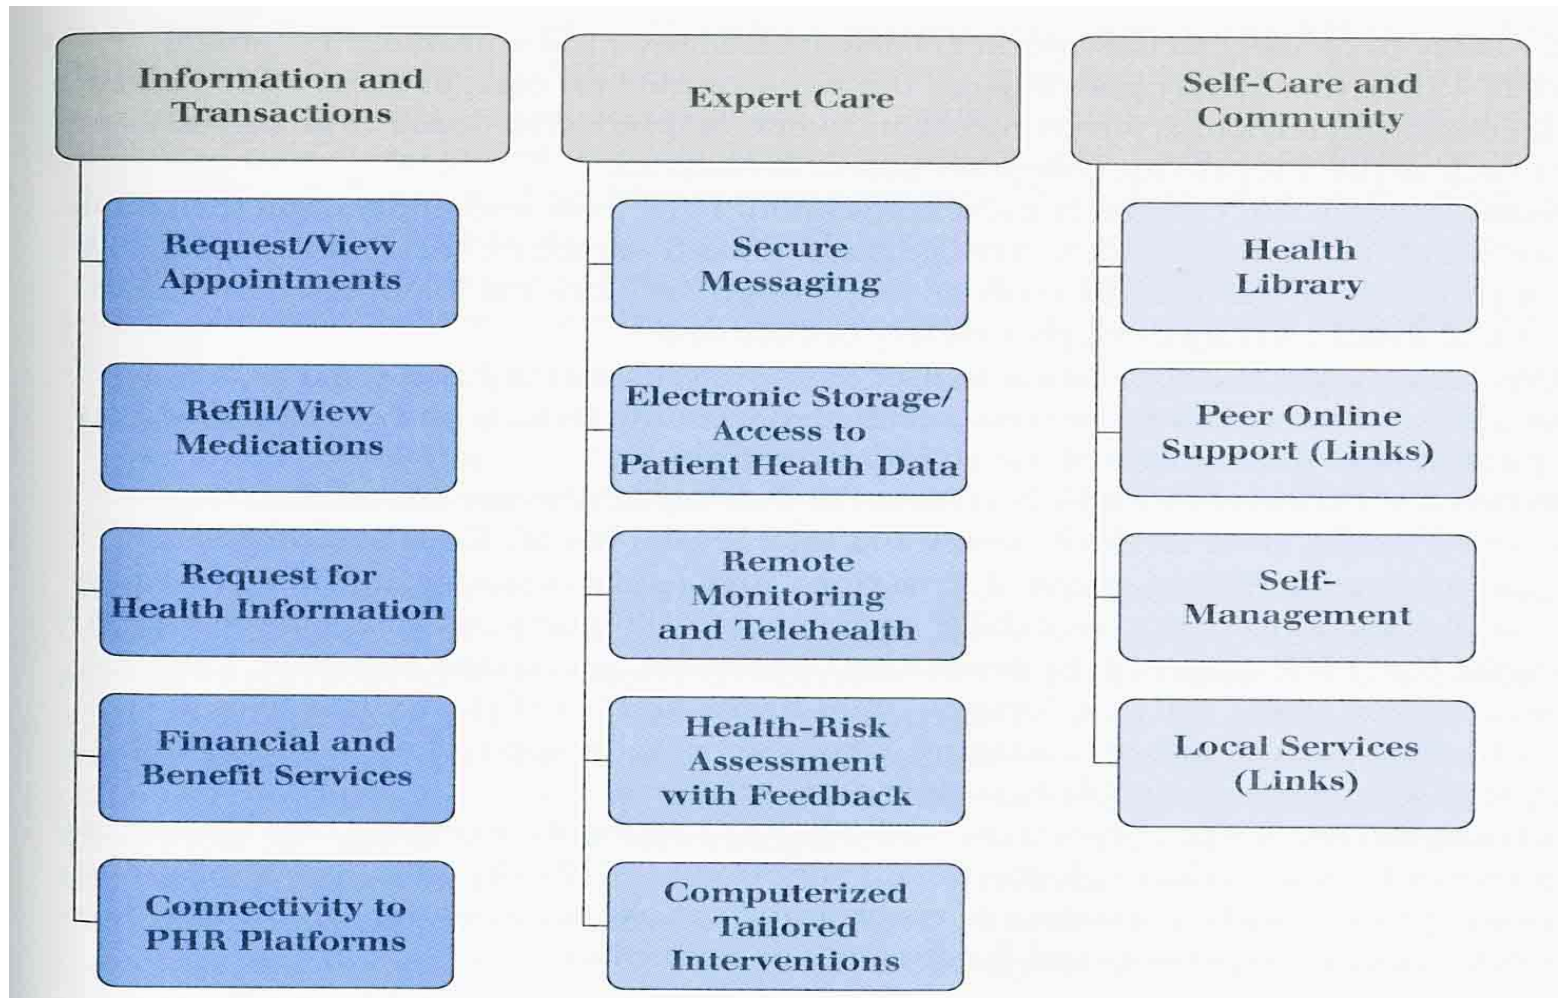 Information and
Transactions
Request/View
Appointments
Refill/View
Medications
Request for
Health Information
Financial and
Benefit Services
Connectivity to
PHR Platforms
Expert Care
Secure
Messaging
Electronic Storage/
Access to
Patient Health Data
Remote
Monitoring
and Telehealth
Health-Risk
Assessment
with Feedback
Computerized
Tailored
Interventions
Self-Care and
Community
Health
Library
Peer Online
Support (Links)
Self-
Management
Local Services
(Links)